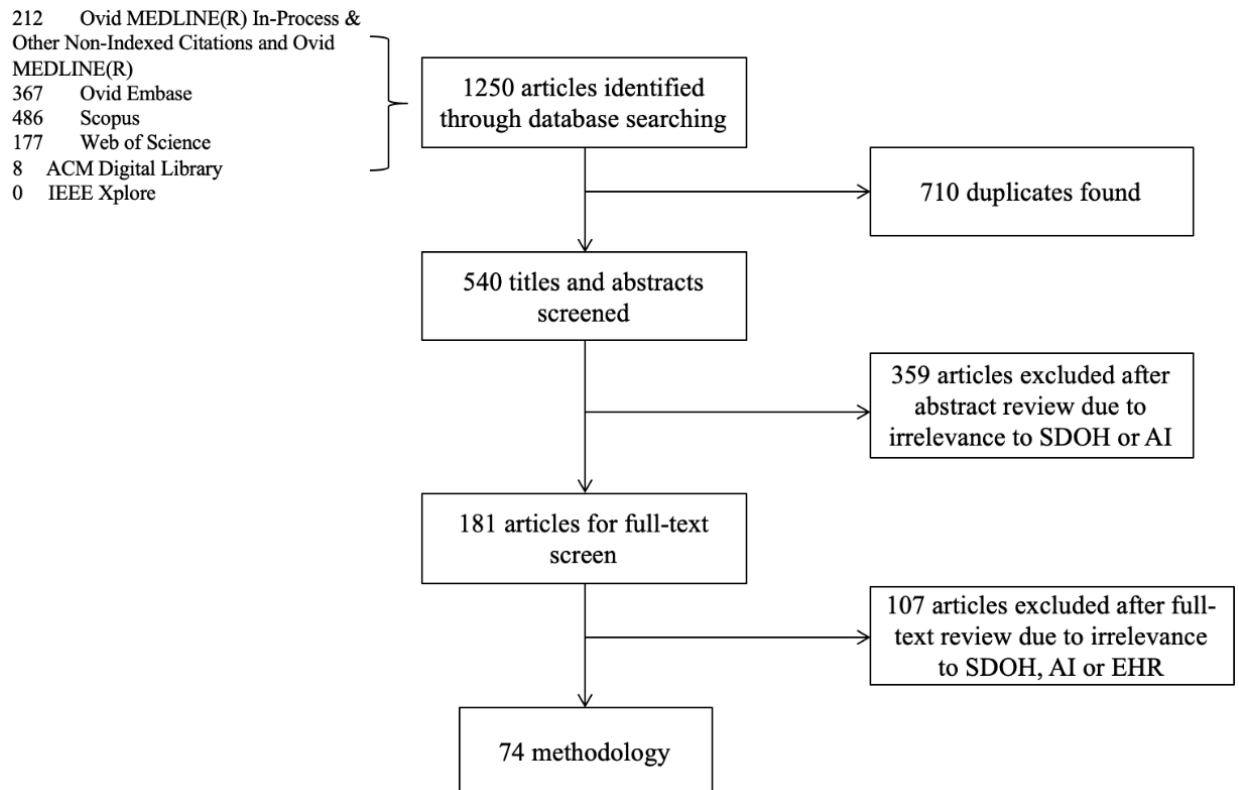 212 Ovid MEDLINE(R) In-Process &
Other Non-Indexed Citations and Ovid
MEDLINE(R)
367 Ovid Embase
486 Scopus
177 Web of Science
8 ACM Digital Library
0 IEEE Xplore
1250 articles identified
through database searching
710 duplicates found
540 titles and abstracts
screened
359 articles excluded after
abstract review due to
irrelevance to SDOH or AI
181 articles for full-text
screen
107 articles excluded after full-
text review due to irrelevance
to SDOH, AI or EHR
74 methodology